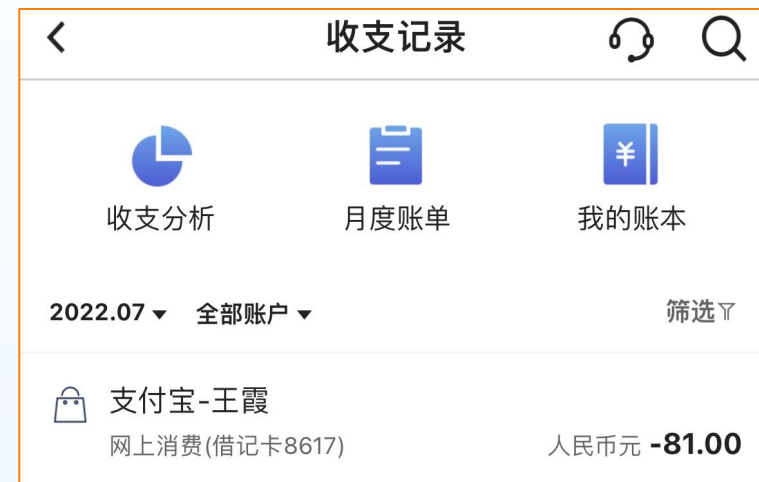 收支记录
收支分析 月度账单 我的账本
2022.07 全部账户 筛选
支付宝-王霞
网上消费(借记卡8617) 人民币元 -81.00